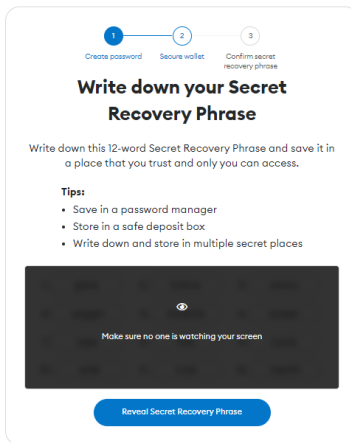 1 2 3
Create password Secure wallet Confirm secret
recovery phrase
Write down your Secret
Recovery Phrase
Write down this 12-word Secret Recovery Phrase and save it in
a place that you trust and only you can access.
Tips:
• Save in a password manager
• Store in a safe deposit box
• Write down and store in multiple secret places
Make sure no one is watching your screen
Reveal Secret Recovery Phrase